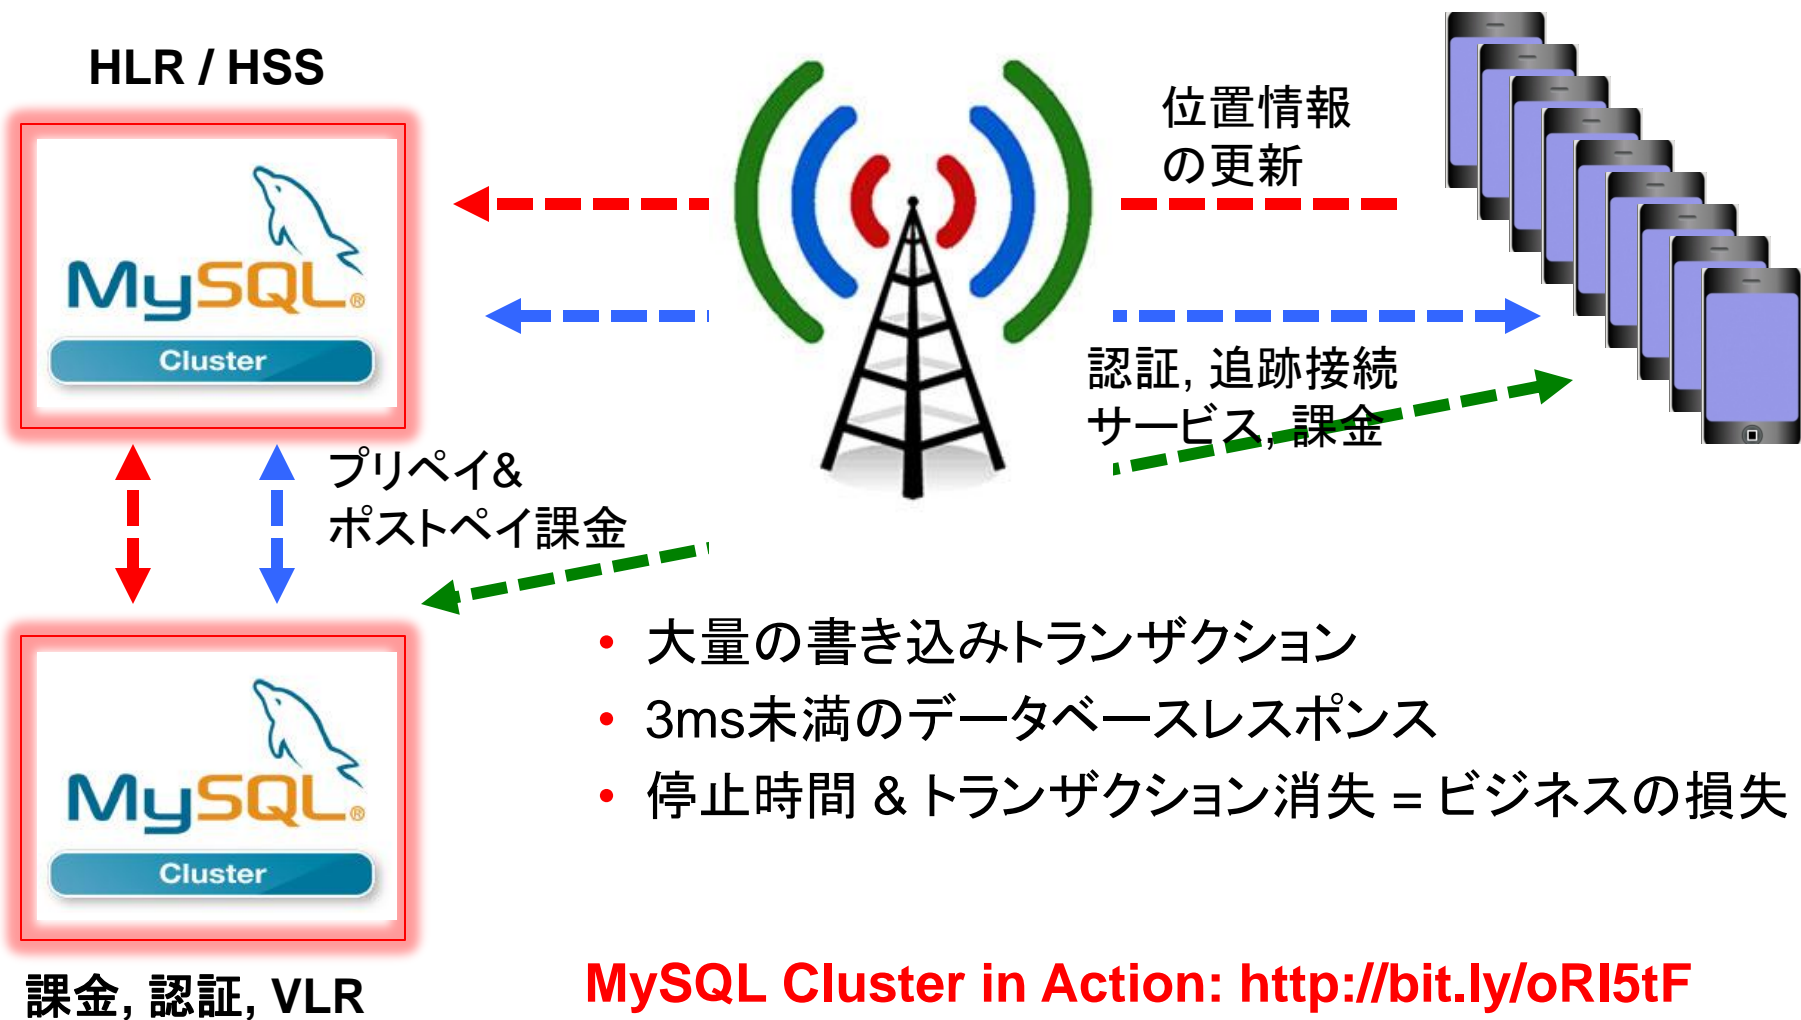 HLR / HSS
MySQL®
Cluster
位置情報
の更新
認証, 追跡接続
サービス, 課金
プリペイ&
ポストペイ課金
MySQL®
Cluster
課金, 認証, VLR
• 大量の書き込みトランザクション
• 3ms未満のデータベースレスポンス
• 停止時間 & トランザクション消失 = ビジネスの損失
MySQL Cluster in Action: http://bit.ly/oRI5tF